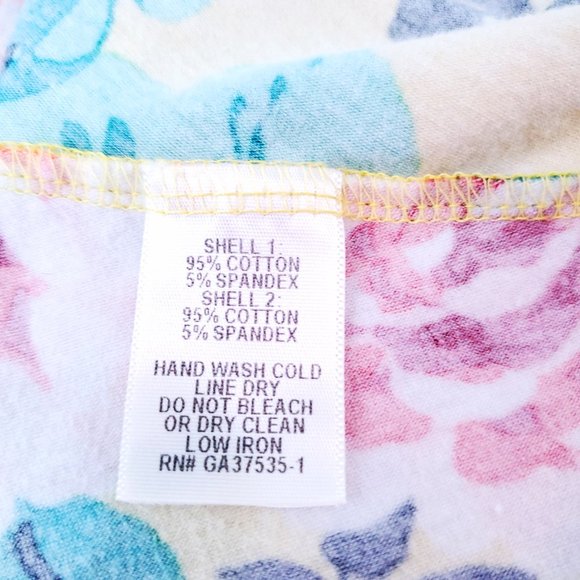 SHELL 1:
95% COTTON
5% SPANDEX
SHELL 2:
95% COTTON
5% SPANDEX
HAND WASH COLD
LINE DRY
DO NOT BLEACH
OR DRY CLEAN
LOW IRON
RN# GA37535-1